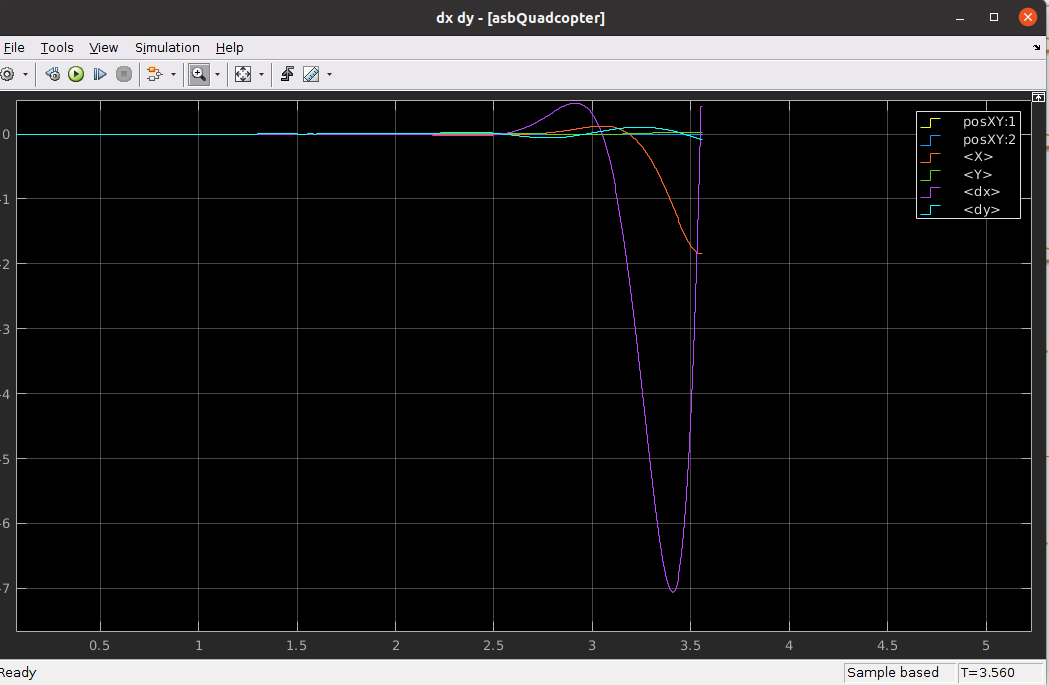 dx dy - [asbQuadcopter]
File Tools View Simulation Help
posXY:1
posXY:2
<X>
<Y>
<dx>
<dy>
0
-1
-2
-3
-4
-5
-6
-7
0.5 1 1.5 2 2.5 3 3.5 4 4.5 5
Ready Sample based T=3.560